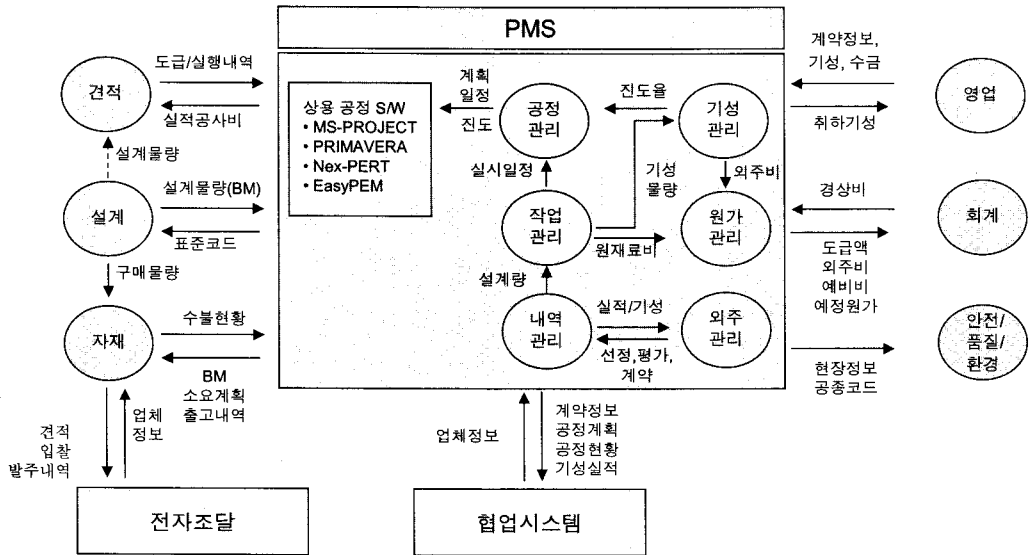 PMS
견적
도급/실행내역
실적공사비
설계물량
설계
설계물량(BM)
표준코드
구매물량
자재
수불현황
BM
소요계획
출고내역
견적
입찰
발주내역
업체
정보
전자조달
상용 공정 S/W
• MS-PROJECT
• PRIMAVERA
• Nex-PERT
• EasyPEM
계획
일정
진도
공정
관리
진도율
기성
관리
실시일정
기성
물량
외주비
작업
관리
원재료비
원가
관리
설계량
내역
관리
실적/기성
선정,평가,
계약
외주
관리
업체정보
계약정보
공정계획
공정현황
기성실적
협업시스템
계약정보,
기성, 수금
취하기성
영업
경상비
도급액
외주비
예비비
예정원가
회계
현장정보
공종코드
안전/
품질/
환경